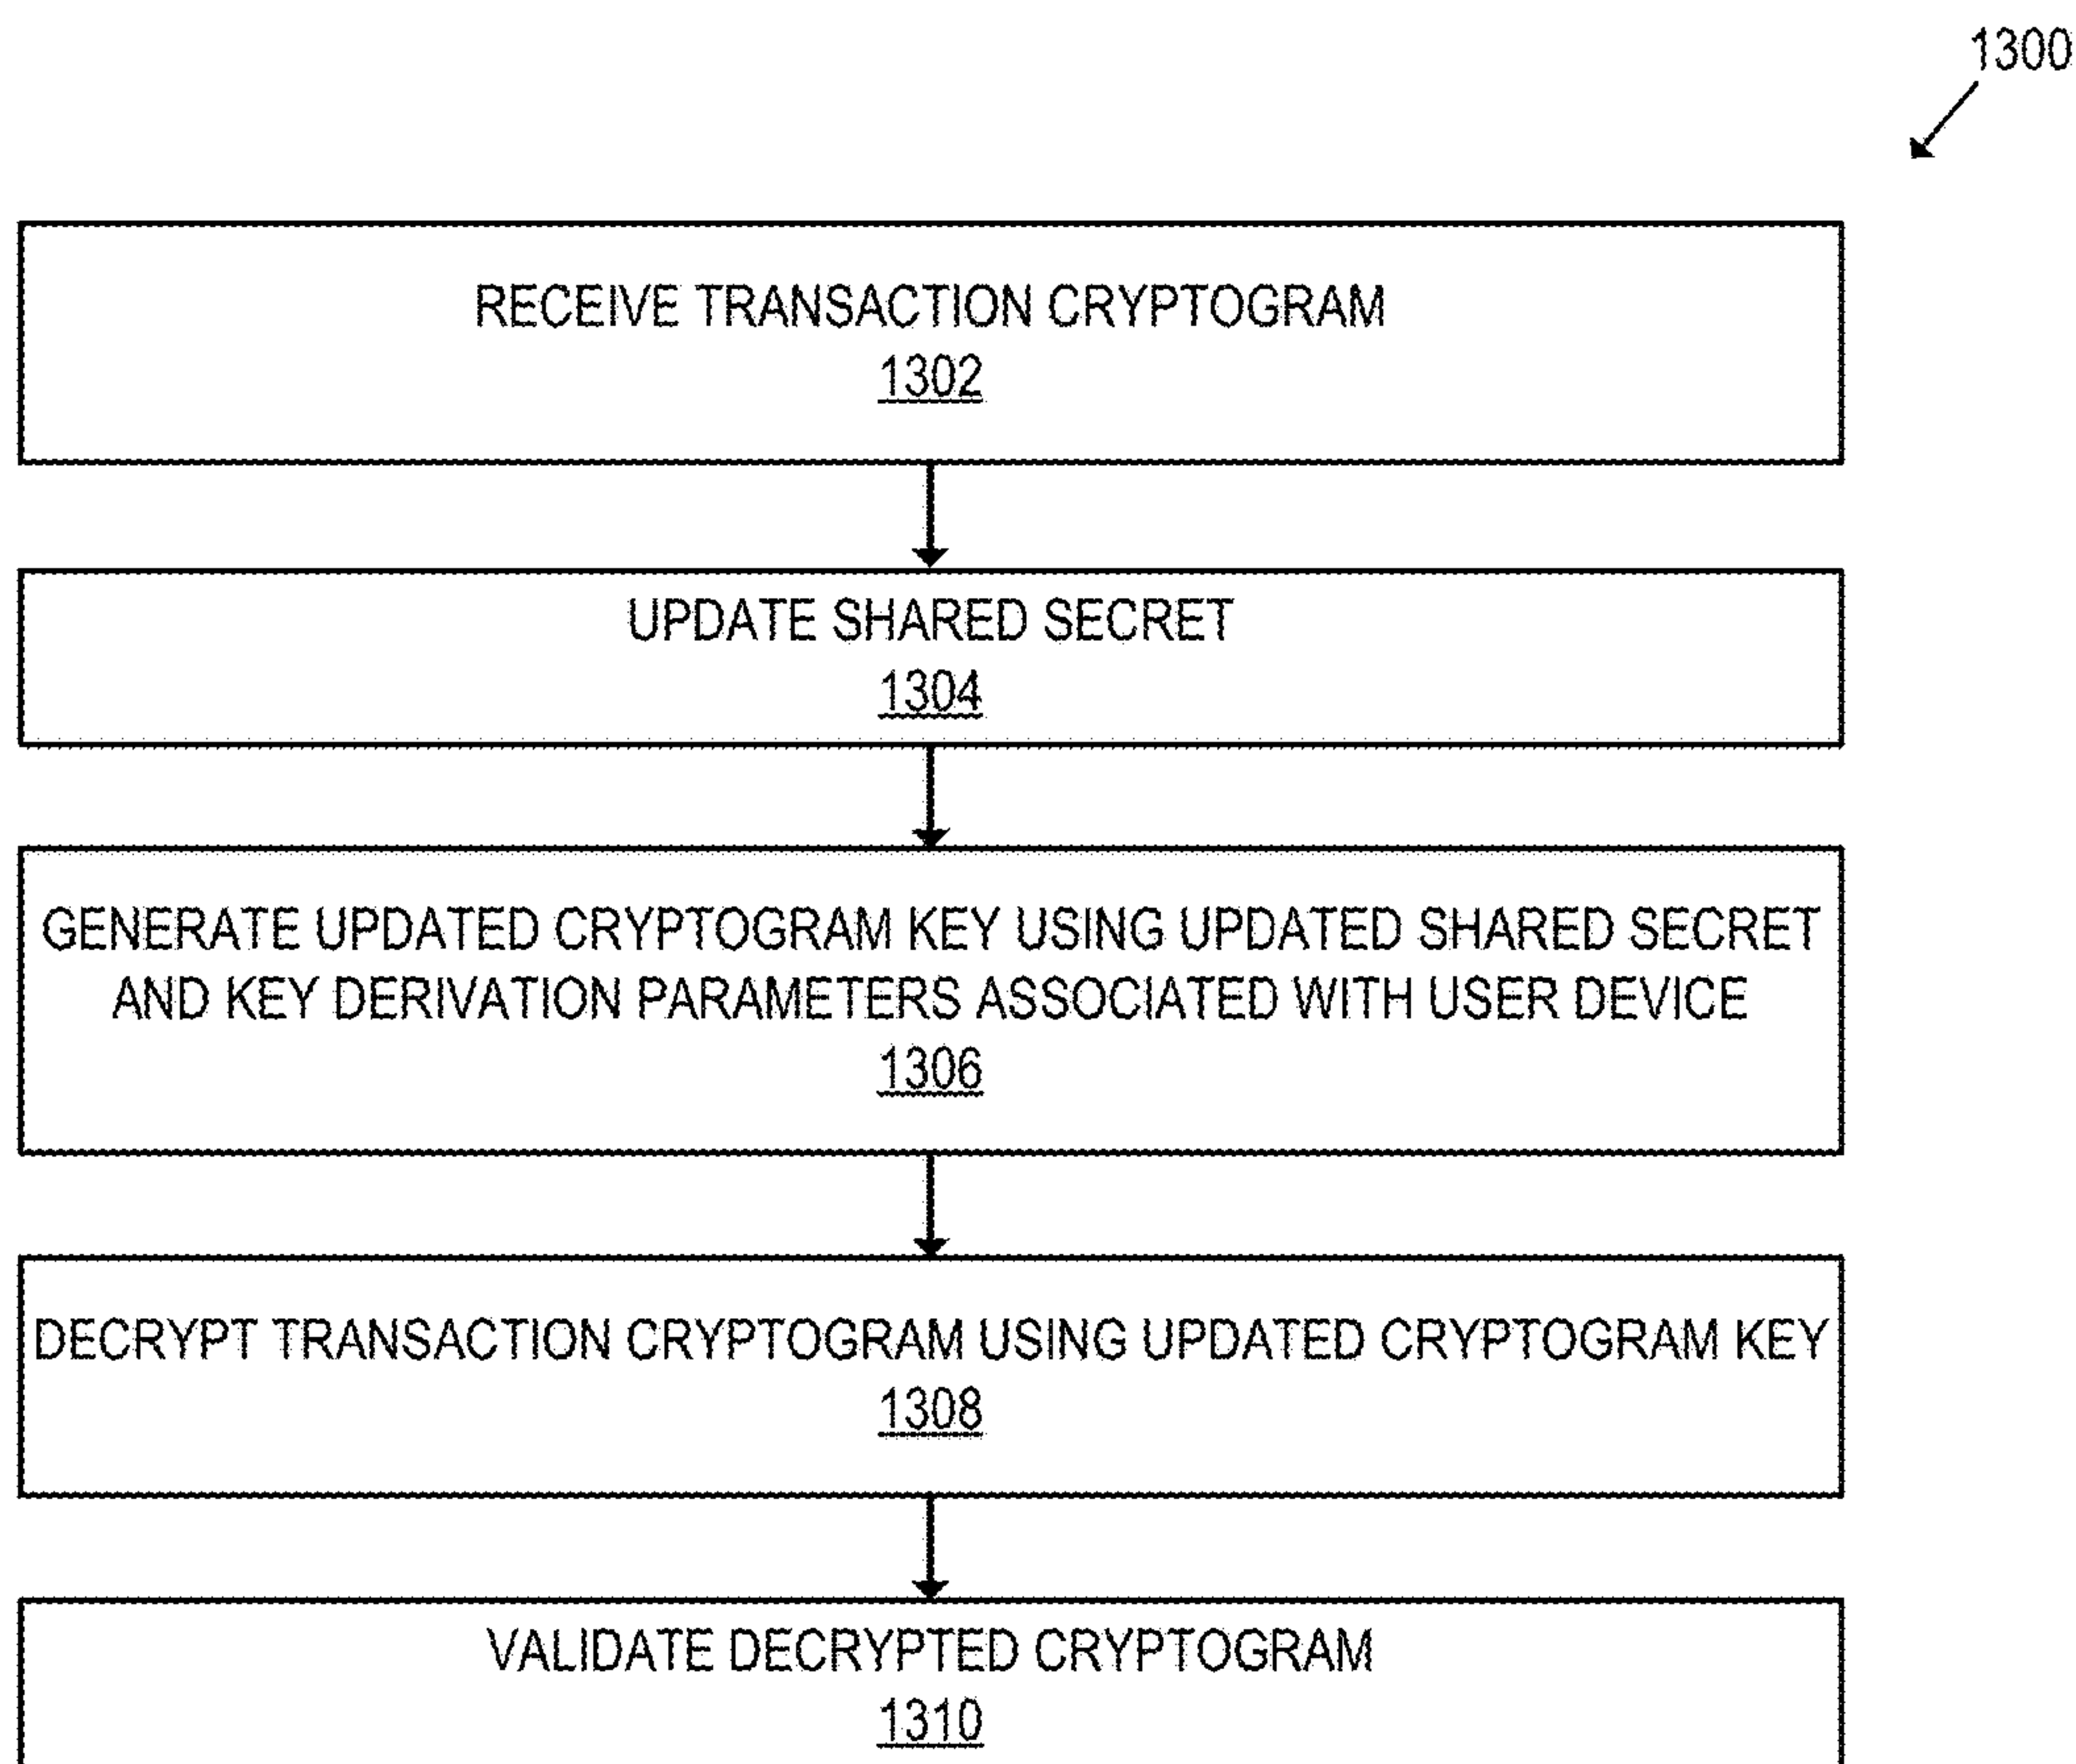 1300
RECEIVE TRANSACTION CRYPTOGRAM
1302
UPDATE SHARED SECRET
1304
GENERATE UPDATED CRYPTOGRAM KEY USING UPDATED SHARED SECRET
AND KEY DERIVATION PARAMETERS ASSOCIATED WITH USER DEVICE
1306
DECRYPT TRANSACTION CRYPTOGRAM USING UPDATED CRYPTOGRAM KEY
1308
VALIDATE DECRYPTED CRYPTOGRAM
1310